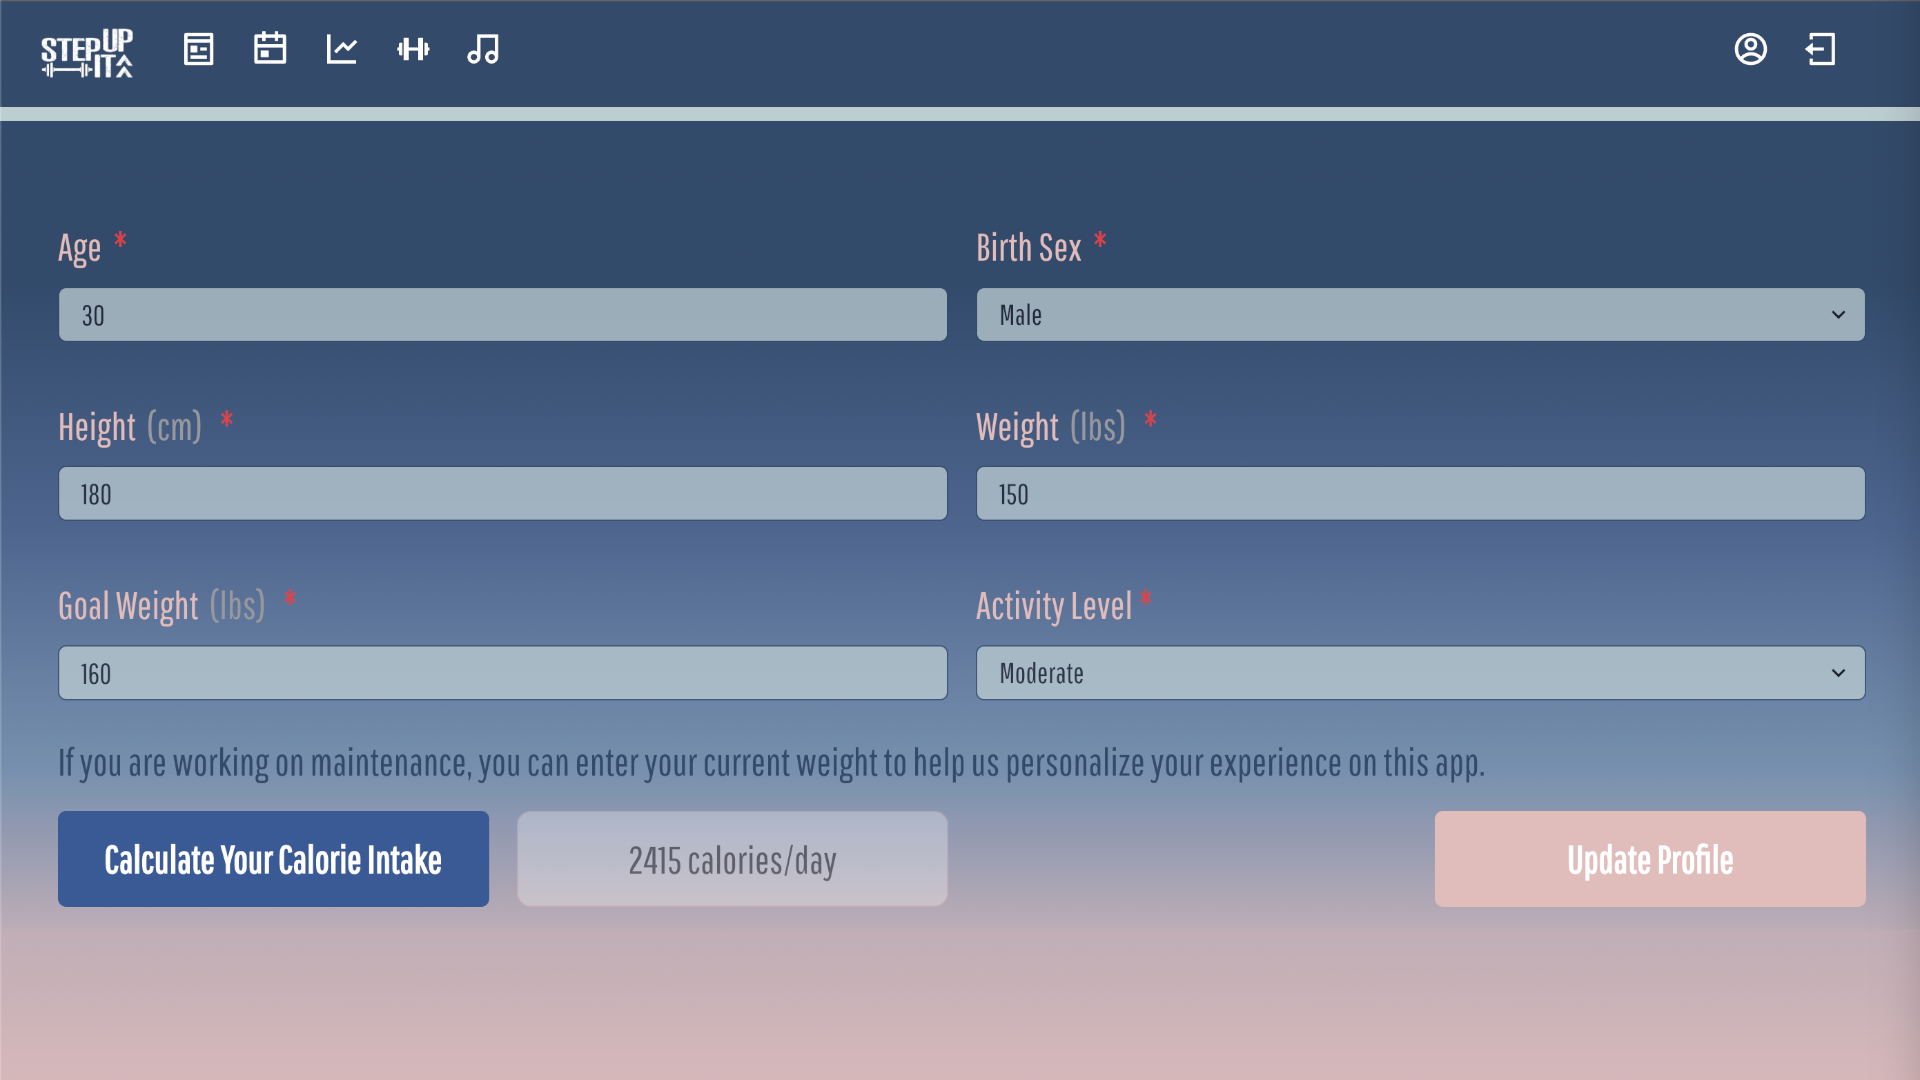 STEP UP
IT
Age *
Birth Sex *
30
Male
Height (cm) *
Weight (lbs) *
180
150
Goal Weight (lbs) *
Activity Level *
160
Moderate
If you are working on maintenance, you can enter your current weight to help us personalize your experience on this app.
Calculate Your Calorie Intake
2415 calories/day
Update Profile